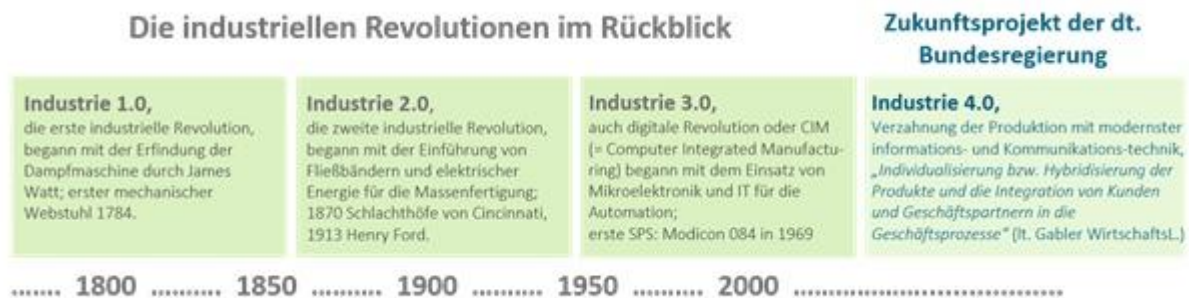 Die industriellen Revolutionen im Rückblick
Zukunftsprojekt der dt.
Bundesregierung
Industrie 1.0,
die erste industrielle Revolution,
begann mit der Erfindung der
Dampfmaschine durch James
Watt; erster mechanischer
Webstuhl 1784.
Industrie 2.0,
die zweite industrielle Revolution,
begann mit der Einführung von
Fließbändern und elektrischer
Energie für die Massenfertigung;
1870 Schlachthöfe von Cincinnati,
1913 Henry Ford.
Industrie 3.0,
auch digitale Revolution oder CIM
(= Computer Integrated Manufactu-
ring) begann mit dem Einsatz von
Mikroelektronik und IT für die
Automation;
erste SPS: Modicon 084 in 1969
Industrie 4.0,
Verzahnung der Produktion mit modernster
informations- und Kommunikations-technik,
„Individualisierung bzw. Hybridisierung der
Produkte und die Integration von Kunden
und Geschäftspartnern in die
Geschäftsprozesse“ (lt. Gabler WirtschaftsL.)
....... 1800 .......... 1850 .......... 1900 .......... 1950 .......... 2000 .......................................